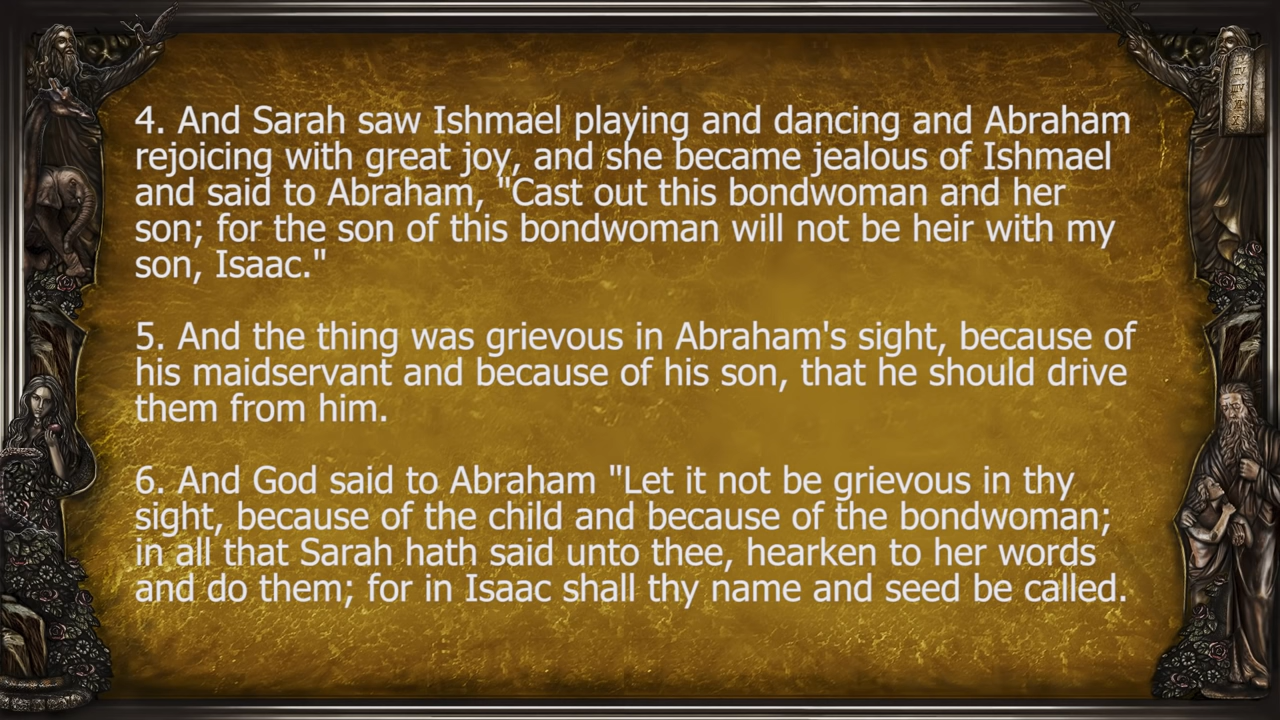 4. And Sarah saw Ishmael playing and dancing and Abraham
rejoicing with great joy, and she became jealous of Ishmael
and said to Abraham, "Cast out this bondwoman and her
son; for the son of this bondwoman will not be heir with my
son, Isaac."
5. And the thing was grievous in Abraham's sight, because of
his maidservant and because of his son, that he should drive
them from him.
6. And God said to Abraham "Let it not be grievous in thy
sight, because of the child and because of the bondwoman;
in all that Sarah hath said unto thee, hearken to her words
and do them; for in Isaac shall thy name and seed be called.